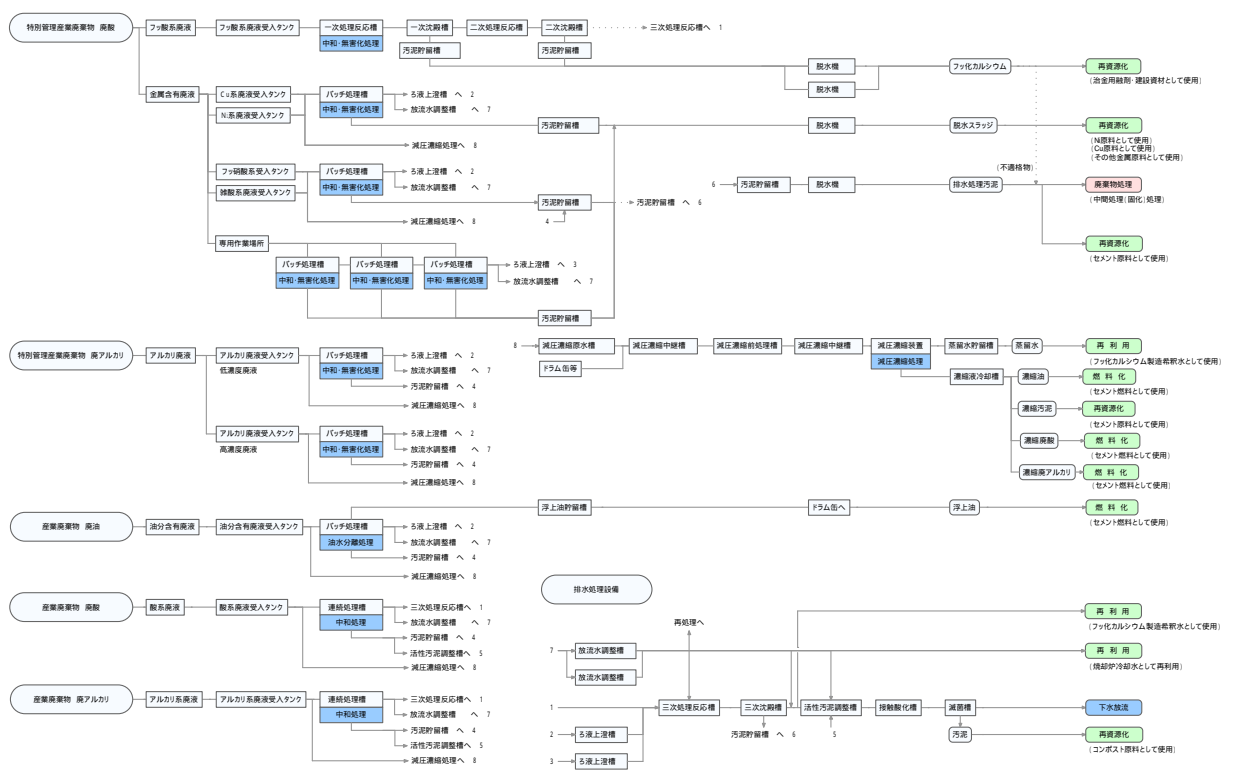 特別管理産業廃棄物 廃酸
フッ酸系廃液
フッ酸系廃液受入タンク
一次処理反応槽
中和・無害化処理
一次沈殿槽
汚泥貯留槽
二次処理反応槽
二次沈殿槽
汚泥貯留槽
三次処理反応槽へ 1
脱水機
脱水機
フッ化カルシウム
再資源化
(冶金用融剤・建設資材として使用)
金属含有廃液
Cu系廃液受入タンク
Ni系廃液受入タンク
バッチ処理槽
中和・無害化処理
ろ液上澄槽 へ 2
放流水調整槽 へ 7
減圧濃縮処理へ 8
汚泥貯留槽
脱水機
脱水スラッジ
再資源化
(Ni原料として使用)
(Cu原料として使用)
(その他金属原料として使用)
フッ硝酸系受入タンク
雑酸系廃液受入タンク
バッチ処理槽
中和・無害化処理
ろ液上澄槽 へ 2
放流水調整槽 へ 7
減圧濃縮処理へ 8
汚泥貯留槽
4
汚泥貯留槽 へ 6
6
汚泥貯留槽
脱水機
排水処理汚泥
(不適格物)
廃棄物処理
(中間処理(固化)処理)
再資源化
(セメント原料として使用)
専用作業場所
バッチ処理槽
中和・無害化処理
バッチ処理槽
中和・無害化処理
バッチ処理槽
中和・無害化処理
ろ液上澄槽 へ 3
放流水調整槽 へ 7
汚泥貯留槽
特別管理産業廃棄物 廃アルカリ
アルカリ廃液
アルカリ廃液受入タンク
低濃度廃液
バッチ処理槽
中和・無害化処理
ろ液上澄槽 へ 2
放流水調整槽 へ 7
汚泥貯留槽 へ 4
減圧濃縮処理へ 8
アルカリ廃液受入タンク
高濃度廃液
バッチ処理槽
中和・無害化処理
ろ液上澄槽 へ 2
放流水調整槽 へ 7
汚泥貯留槽 へ 4
減圧濃縮処理へ 8
8
減圧濃縮原水槽
ドラム缶等
減圧濃縮中継槽
減圧濃縮前処理槽
減圧濃縮中継槽
減圧濃縮装置
減圧濃縮処理
蒸留水貯留槽
蒸留水
再 利 用
(フッ化カルシウム製造希釈水として使用)
濃縮液冷却槽
濃縮油
燃 料 化
(セメント燃料として使用)
濃縮汚泥
再資源化
(セメント原料として使用)
濃縮廃酸
燃 料 化
(セメント燃料として使用)
濃縮廃アルカリ
燃 料 化
(セメント燃料として使用)
産業廃棄物 廃油
油分含有廃液
油分含有廃液受入タンク
バッチ処理槽
油水分離処理
ろ液上澄槽 へ 2
放流水調整槽 へ 7
汚泥貯留槽 へ 4
減圧濃縮処理へ 8
浮上油貯留槽
ドラム缶へ
浮上油
燃 料 化
(セメント燃料として使用)
産業廃棄物 廃酸
酸系廃液
酸系廃液受入タンク
連続処理槽
中和処理
三次処理反応槽へ 1
放流水調整槽 へ 7
汚泥貯留槽 へ 4
活性汚泥調整槽へ 5
減圧濃縮処理へ 8
産業廃棄物 廃アルカリ
アルカリ系廃液
アルカリ系廃液受入タンク
連続処理槽
中和処理
三次処理反応槽へ 1
放流水調整槽 へ 7
汚泥貯留槽 へ 4
活性汚泥調整槽へ 5
減圧濃縮処理へ 8
排水処理設備
再処理へ
7
放流水調整槽
放流水調整槽
再 利 用
(フッ化カルシウム製造希釈水として使用)
再 利 用
(焼却炉冷却水として再利用)
1
三次処理反応槽
三次沈殿槽
活性汚泥調整槽
接触酸化槽
滅菌槽
下水放流
2
ろ液上澄槽
汚泥貯留槽 へ 6
5
汚泥
再資源化
(コンポスト原料として使用)
3
ろ液上澄槽